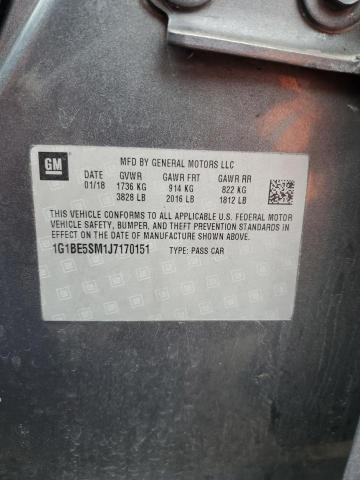 GM
MFD BY GENERAL MOTORS LLC
DATE GVWR GAWR FRT GAWR RR
01/18 1736 KG 914 KG 822 KG
3828 LB 2016 LB 1812 LB
THIS VEHICLE CONFORMS TO ALL APPLICABLE U.S. FEDERAL MOTOR
VEHICLE SAFETY, BUMPER, AND THEFT PREVENTION STANDARDS IN
EFFECT ON THE DATE OF MANUFACTURE SHOWN ABOVE.
1G1BE5SM1J7170151 TYPE: PASS CAR